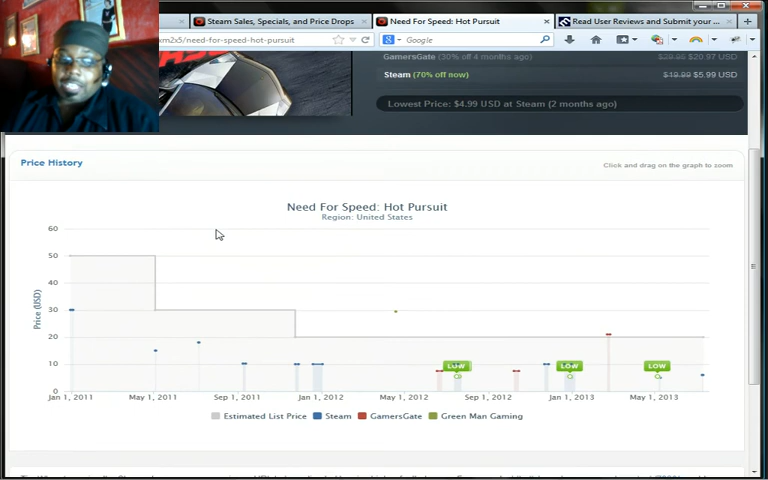 Steam Sales, Specials, and Price Drops
Need For Speed: Hot Pursuit
Read User Reviews and Submit your ...
xm2x5/need-for-speed-hot-pursuit
Google
GamersGate (30% off 4 months ago) $29.95 $20.97 USD
Steam (70% off now) $19.99 $5.99 USD
Lowest Price: $4.99 USD at Steam (2 months ago)
Price History
Click and drag on the graph to zoom
Need For Speed: Hot Pursuit
Region: United States
Price (USD)
60
50
40
30
20
10
0
LOW
LOW
LOW
Jan 1, 2011
May 1, 2011
Sep 1, 2011
Jan 1, 2012
May 1, 2012
Sep 1, 2012
Jan 1, 2013
May 1, 2013
Estimated List Price
Steam
GamersGate
Green Man Gaming